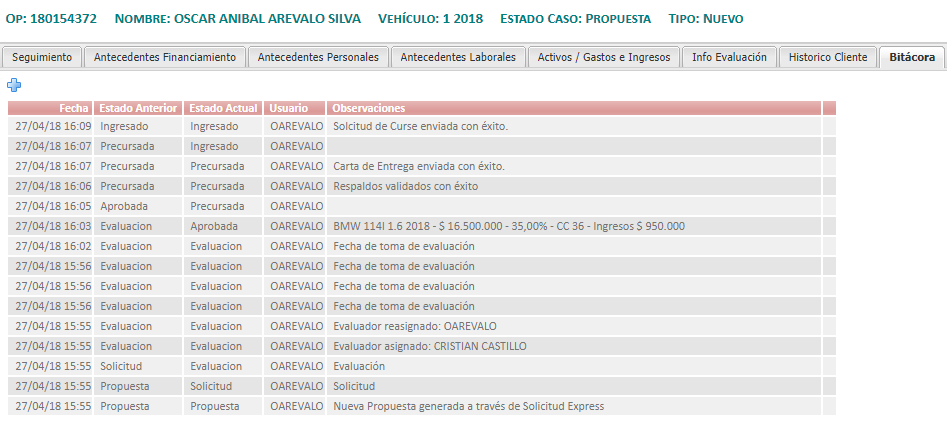 OP: 180154372 NOMBRE: OSCAR ANIBAL AREVALO SILVA VEHÍCULO: 1 2018 ESTADO CASO: PROPUESTA TIPO: NUEVO
Seguimiento Antecedentes Financiamiento Antecedentes Personales Antecedentes Laborales Activos / Gastos e Ingresos Info Evaluación Historico Cliente Bitácora
Fecha Estado Anterior Estado Actual Usuario Observaciones
27/04/18 16:09 Ingresado Ingresado OAREVALO Solcitud de Curse enviada con éxito.
27/04/18 16:07 Precursada Ingresado OAREVALO
27/04/18 16:07 Precursada Precursada OAREVALO Carta de Entrega enviada con éxito.
27/04/18 16:06 Precursada Precursada OAREVALO Respaldos validados con éxito
27/04/18 16:05 Aprobada Precursada OAREVALO
27/04/18 16:03 Evaluacion Aprobada OAREVALO BMW 114I 1.6 2018 - $ 16.500.000 - 35,00% - CC 36 - Ingresos $ 950.000
27/04/18 16:02 Evaluacion Evaluacion OAREVALO Fecha de toma de evaluación
27/04/18 15:56 Evaluacion Evaluacion OAREVALO Fecha de toma de evaluación
27/04/18 15:56 Evaluacion Evaluacion OAREVALO Fecha de toma de evaluación
27/04/18 15:56 Evaluacion Evaluacion OAREVALO Fecha de toma de evaluación
27/04/18 15:55 Evaluacion Evaluacion OAREVALO Evaluador reasignado: OAREVALO
27/04/18 15:55 Evaluacion Evaluacion OAREVALO Evaluador asignado: CRISTIAN CASTILLO
27/04/18 15:55 Solicitud Evaluacion OAREVALO Evaluación
27/04/18 15:55 Propuesta Solicitud OAREVALO Solicitud
27/04/18 15:55 Propuesta Propuesta OAREVALO Nueva Propuesta generada a través de Solicitud Express